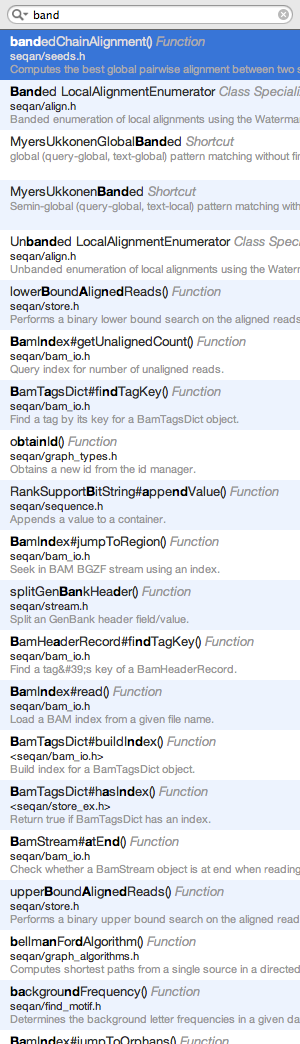 band
bandedChainAlignment() Function
seqan/seeds.h
Computes the best global pairwise alignment between two s
Banded LocalAlignmentEnumerator Class Speciali
seqan/align.h
Banded enumeration of local alignments using the Waterma
MyersUkkonenGlobalBanded Shortcut
global (query-global, text-global) pattern matching without fin
MyersUkkonenBanded Shortcut
Semin-global (query-global, text-local) pattern matching with
Unbanded LocalAlignmentEnumerator Class Speci
seqan/align.h
Unbanded enumeration of local alignments using the Waterm
lowerBoundAlignedReads() Function
seqan/store.h
Performs a binary lower bound search on the aligned reads
BamIndex#getUnalignedCount() Function
seqan/bam_io.h
Query index for number of unaligned reads.
BamTagsDict#findTagKey() Function
seqan/bam_io.h
Find a tag by its key for a BamTagsDict object.
obtainId() Function
seqan/graph_types.h
Obtains a new id from the id manager.
RankSupportBitString#appendValue() Function
seqan/sequence.h
Appends a value to a container.
BamIndex#jumpToRegion() Function
seqan/bam_io.h
Seek in BAM BGZF stream using an index.
splitGenBankHeader() Function
seqan/stream.h
Split an GenBank header field/value.
BamHeaderRecord#findTagKey() Function
seqan/bam_io.h
Find a tag&#39;s key of a BamHeaderRecord.
BamIndex#read() Function
seqan/bam_io.h
Load a BAM index from a given file name.
BamTagsDict#buildIndex() Function
<seqan/bam_io.h>
Build index for a BamTagsDict object.
BamTagsDict#hasIndex() Function
<seqan/store_ex.h>
Return true if BamTagsDict has an index.
BamStream#atEnd() Function
seqan/bam_io.h
Check whether a BamStream object is at end when reading
upperBoundAlignedReads() Function
seqan/store.h
Performs a binary upper bound search on the aligned read
bellmanFordAlgorithm() Function
seqan/graph_algorithms.h
Computes shortest paths from a single source in a directed
backgroundFrequency() Function
seqan/find_motif.h
Determines the background letter frequencies in a given da
BamIndex#jumpToOrphans() Function